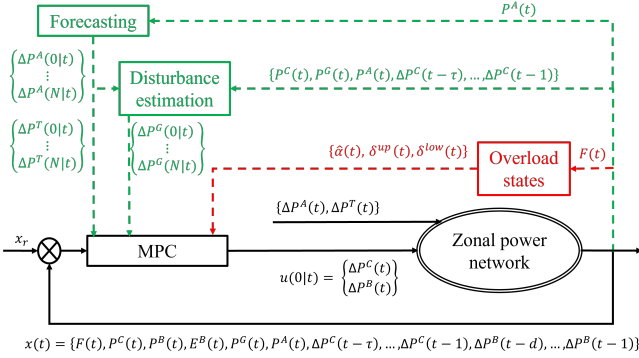 Forecasting
P^A(t)
{ΔP^A(0|t)
⋮
ΔP^A(N|t)}
Disturbance
estimation
{P^C(t), P^G(t), P^A(t), ΔP^C(t − τ), …, ΔP^C(t − 1)}
{ΔP^T(0|t)
⋮
ΔP^T(N|t)}
{ΔP^G(0|t)
⋮
ΔP^G(N|t)}
{α̂(t), δ^up(t), δ^low(t)}
Overload
states
F(t)
{ΔP^A(t), ΔP^T(t)}
x_r
MPC
Zonal power
network
u(0|t) = {ΔP^C(t)
ΔP^B(t)}
x(t) = {F(t), P^C(t), P^B(t), E^B(t), P^G(t), P^A(t), ΔP^C(t − τ), …, ΔP^C(t − 1), ΔP^B(t − d), …, ΔP^B(t − 1)}